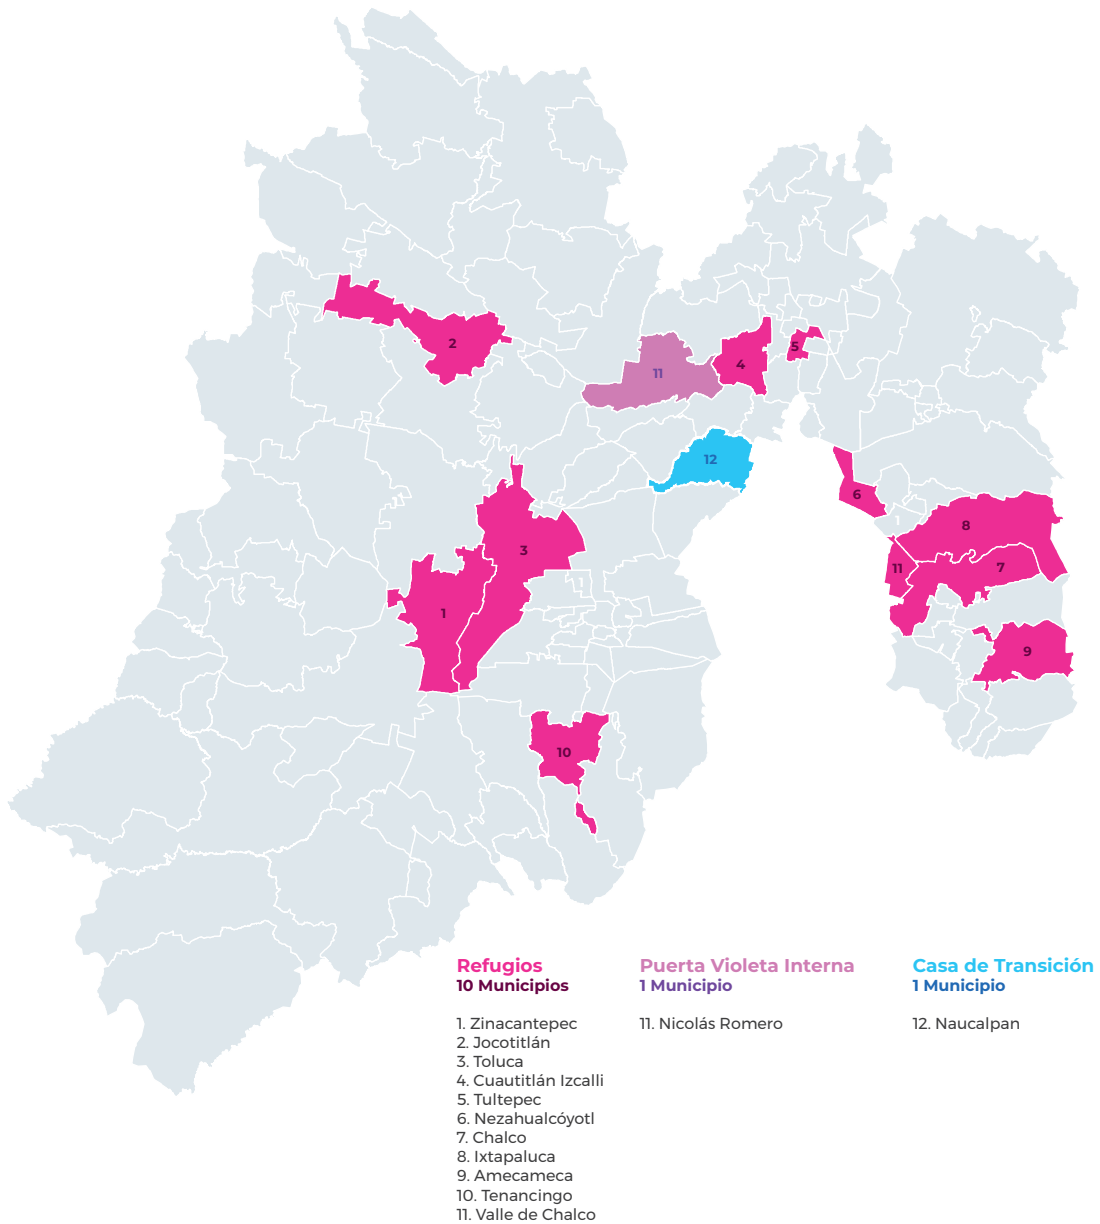 2
5
4
11
12
6
8
3
11
7
1
9
10
Refugios
10 Municipios
1. Zinacantepec
2. Jocotitlán
3. Toluca
4. Cuautitlán Izcalli
5. Tultepec
6. Nezahualcóyotl
7. Chalco
8. Ixtapaluca
9. Amecameca
10. Tenancingo
11. Valle de Chalco
Puerta Violeta Interna
1 Municipio
11. Nicolás Romero
Casa de Transición
1 Municipio
12. Naucalpan